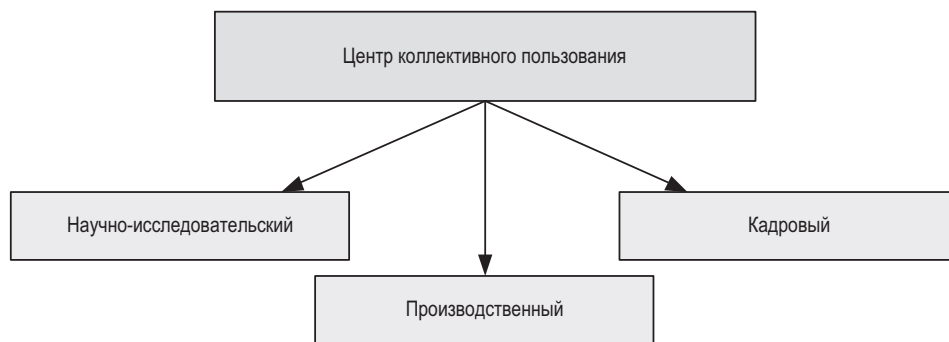 Центр коллективного пользования
Научно-исследовательский
Кадровый
Производственный